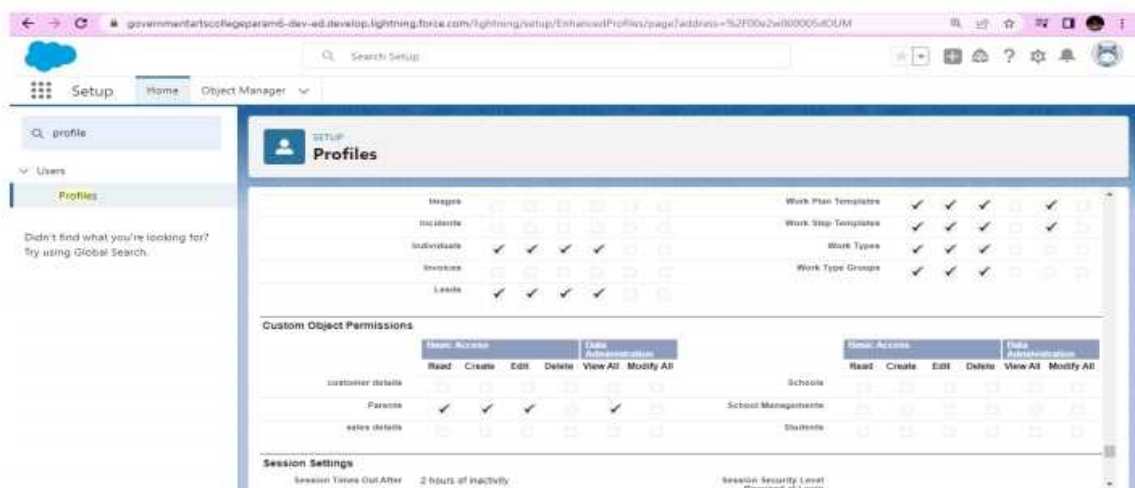 governmentartscollegeparam6-dev-ed.develop.lightning.force.com/lightning/setup/EnhancedProfiles/page?address=%2F00e2w000005dOUM
Search Setup
Setup
Home
Object Manager
profile
Users
Profiles
Didn't find what you're looking for?
Try using Global Search.
SETUP
Profiles
Images
Work Plan Templates
Incidents
Work Step Templates
Individuals
Work Types
Invoices
Work Type Groups
Leads
Custom Object Permissions
Basic Access
Data Administration
Basic Access
Data Administration
Read Create Edit Delete View All Modify All
Read Create Edit Delete View All Modify All
customer details
Schools
Parents
School Managements
sales details
Students
Session Settings
Session Times Out After
2 hours of inactivity
Session Security Level
Required at Login